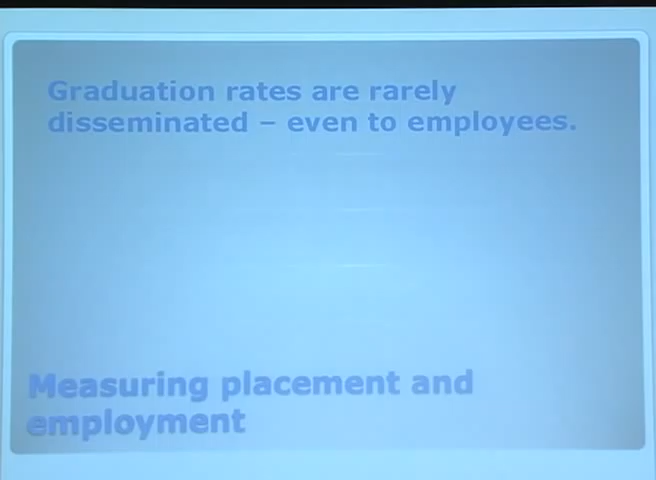 Graduation rates are rarely
disseminated – even to employees.
Measuring placement and
employment